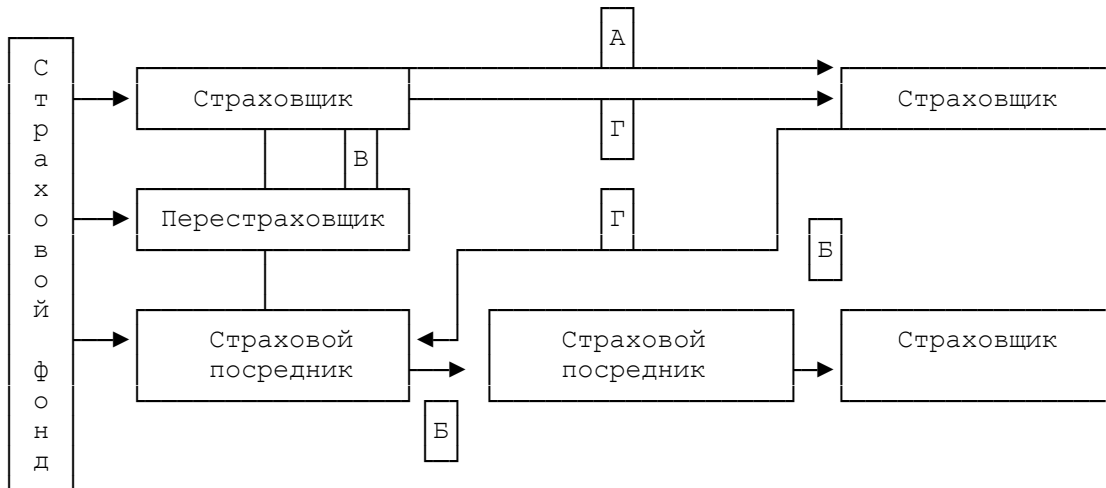 Страховой фонд
А
Страховщик
Страховщик
Г
В
Перестраховщик
Г
Б
Страховой
посредник
Страховой
посредник
Страховщик
Б